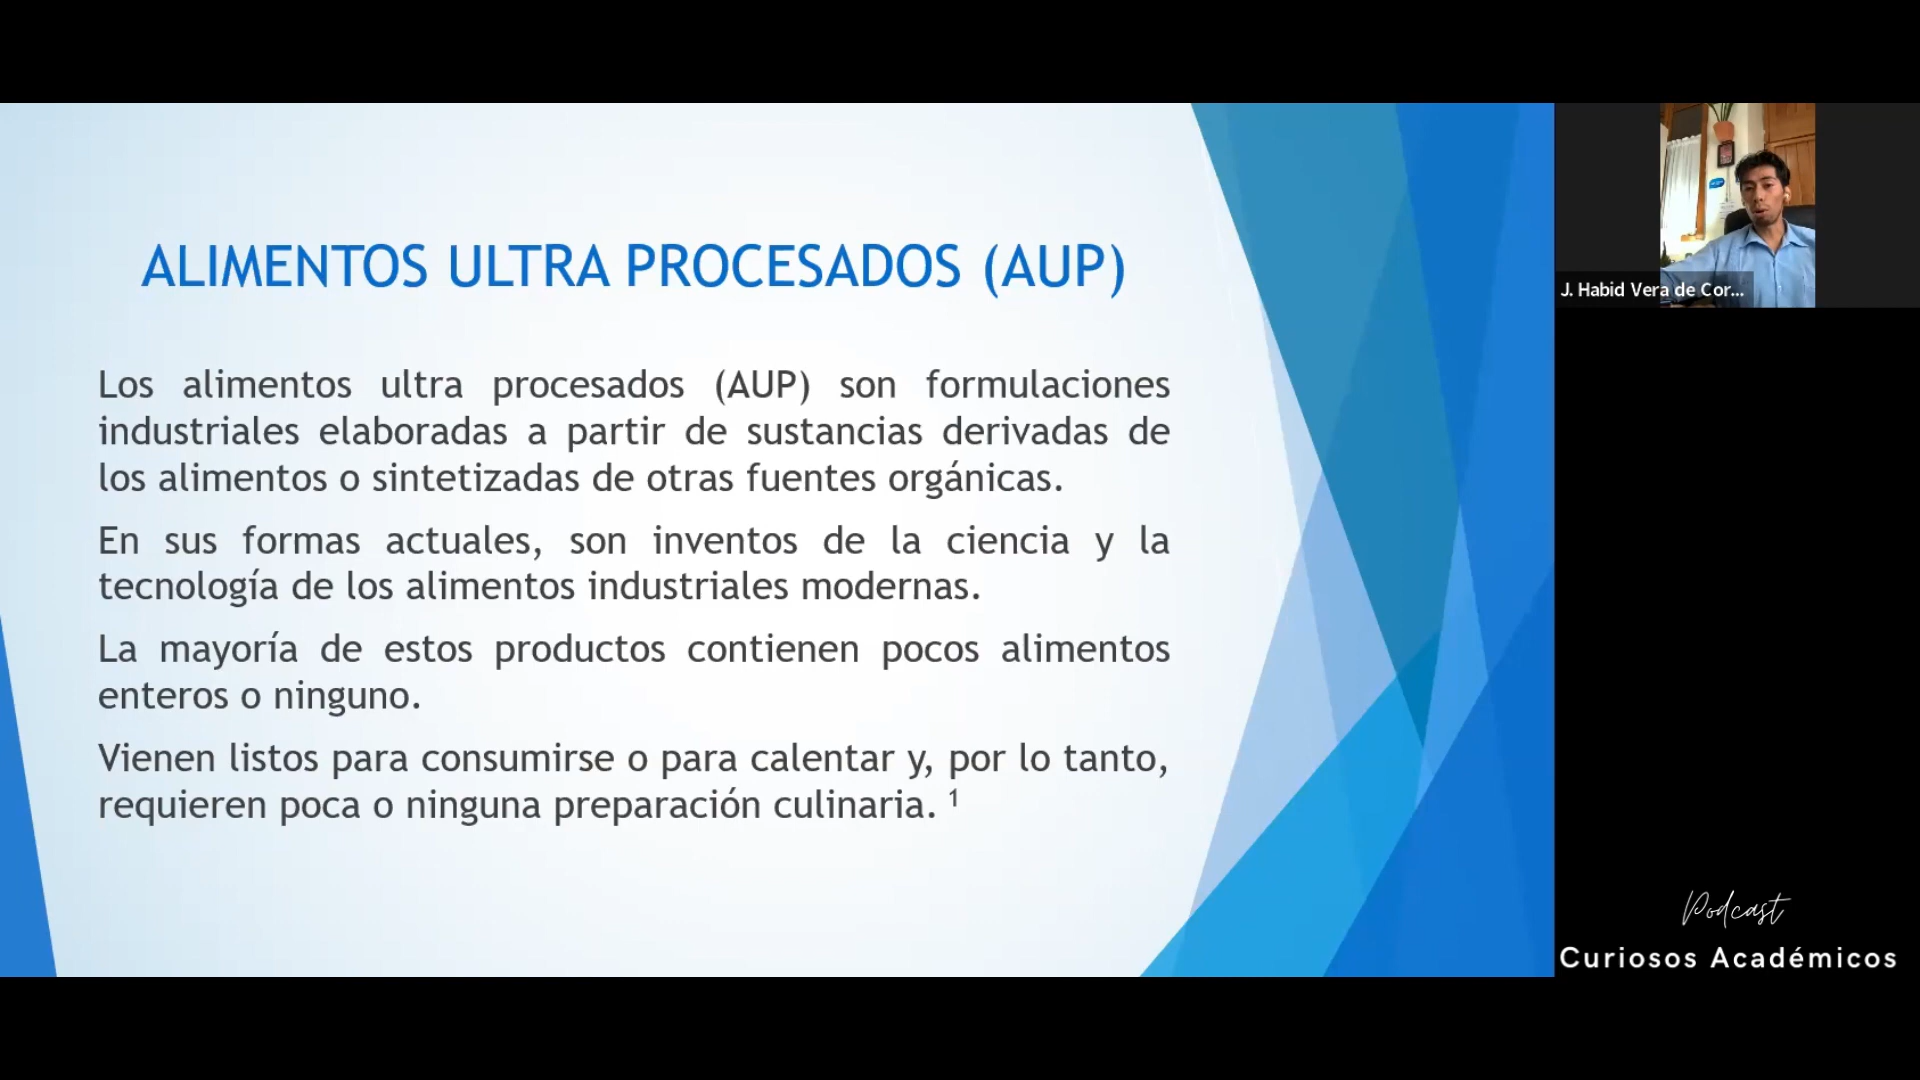 ALIMENTOS ULTRA PROCESADOS (AUP)
Los alimentos ultra procesados (AUP) son formulaciones
industriales elaboradas a partir de sustancias derivadas de
los alimentos o sintetizadas de otras fuentes orgánicas.
En sus formas actuales, son inventos de la ciencia y la
tecnología de los alimentos industriales modernas.
La mayoría de estos productos contienen pocos alimentos
enteros o ninguno.
Vienen listos para consumirse o para calentar y, por lo tanto,
requieren poca o ninguna preparación culinaria. ¹
J. Habid Vera de Cor...
Podcast
Curiosos Académicos